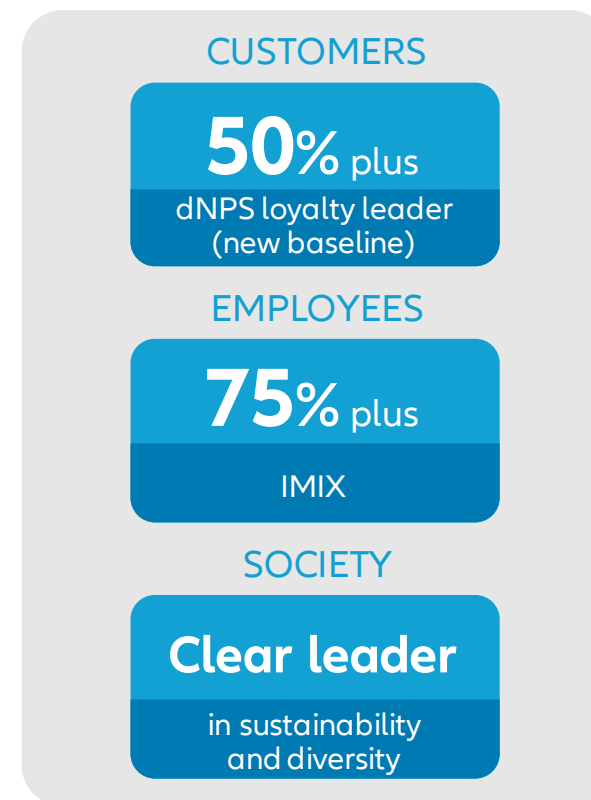 CUSTOMERS
50% plus
dNPS loyalty leader
(new baseline)
EMPLOYEES
75% plus
IMIX
SOCIETY
Clear leader
in sustainability
and diversity